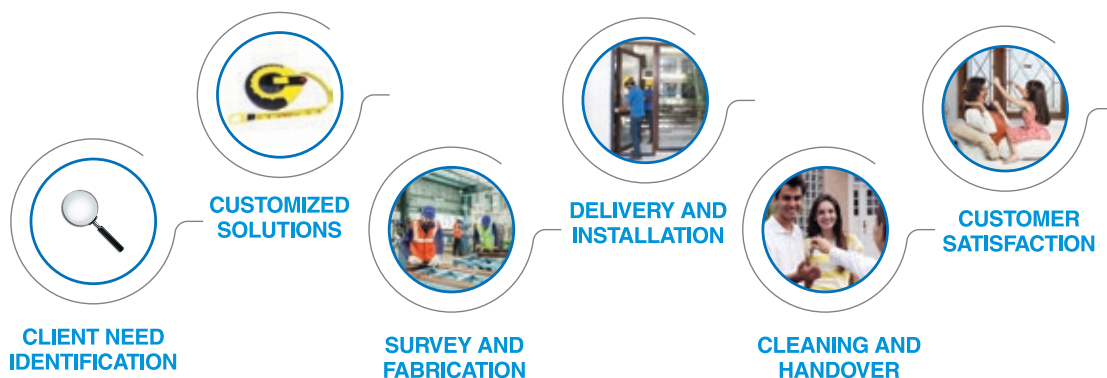 CLIENT NEED
IDENTIFICATION
CUSTOMIZED
SOLUTIONS
SURVEY AND
FABRICATION
DELIVERY AND
INSTALLATION
CLEANING AND
HANDOVER
CUSTOMER
SATISFACTION